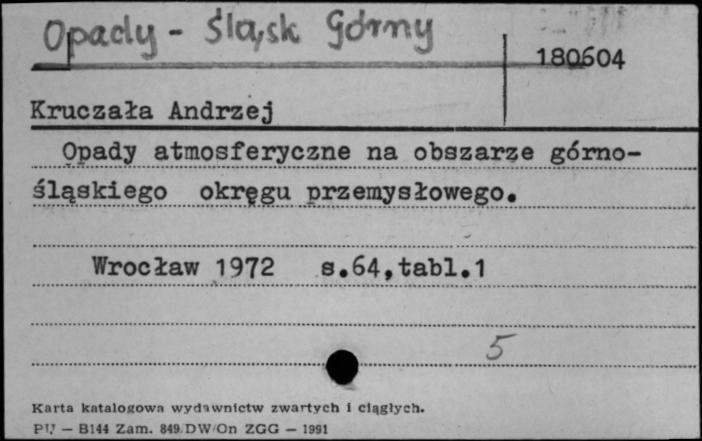 Opady - Śląsk Górny
180604
Kruczała Andrzej
Opady atmosferyczne na obszarze górno-
śląskiego okręgu przemysłowego.
Wrocław 1972 s.64,tabl.1
5
Karta katalogowa wydawnictw zwartych i ciągłych.
PU — B144 Zam. 849/DW/On ZGG — 1991